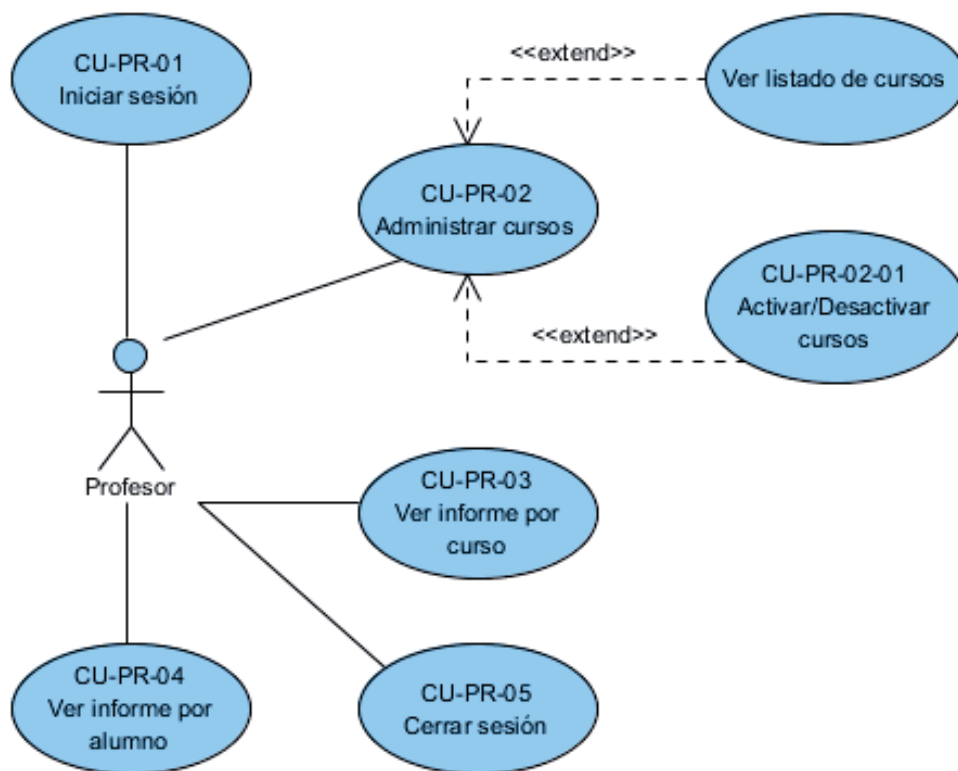 CU-PR-01
Iniciar sesión
<<extend>>
Ver listado de cursos
CU-PR-02
Administrar cursos
CU-PR-02-01
Activar/Desactivar
cursos
<<extend>>
Profesor
CU-PR-03
Ver informe por
curso
CU-PR-04
Ver informe por
alumno
CU-PR-05
Cerrar sesión